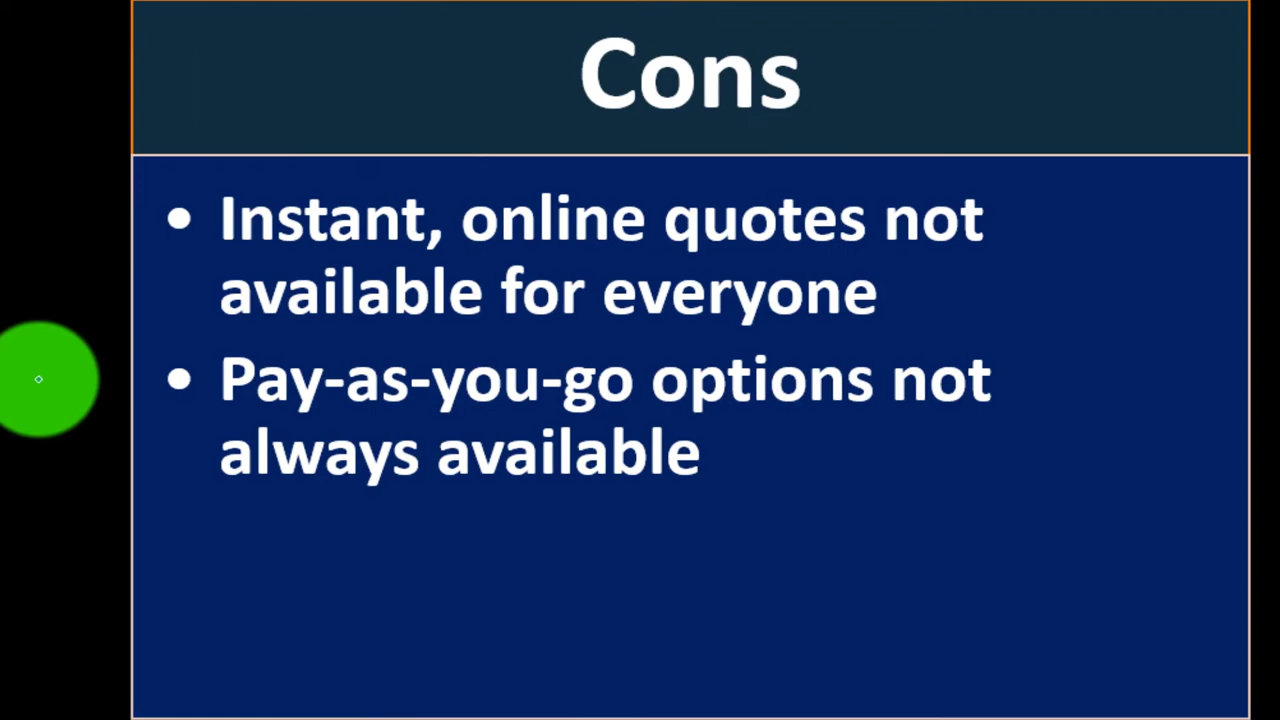 Cons
• Instant, online quotes not
available for everyone
• Pay-as-you-go options not
always available